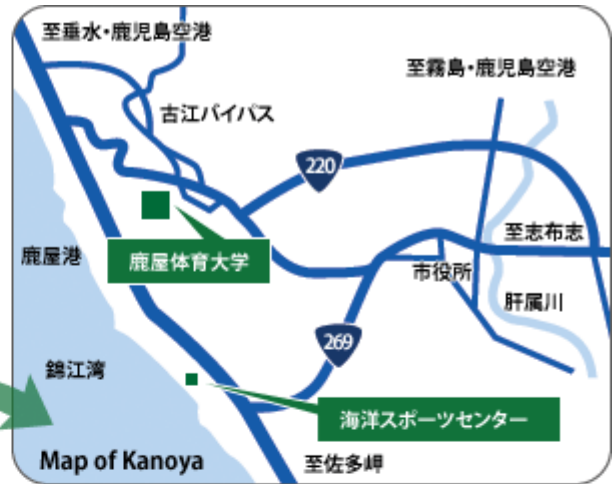 至垂水・鹿児島空港
至霧島・鹿児島空港
古江バイパス
220
至志布志
鹿屋港
鹿屋体育大学
市役所
肝属川
269
錦江湾
海洋スポーツセンター
Map of Kanoya
至佐多岬